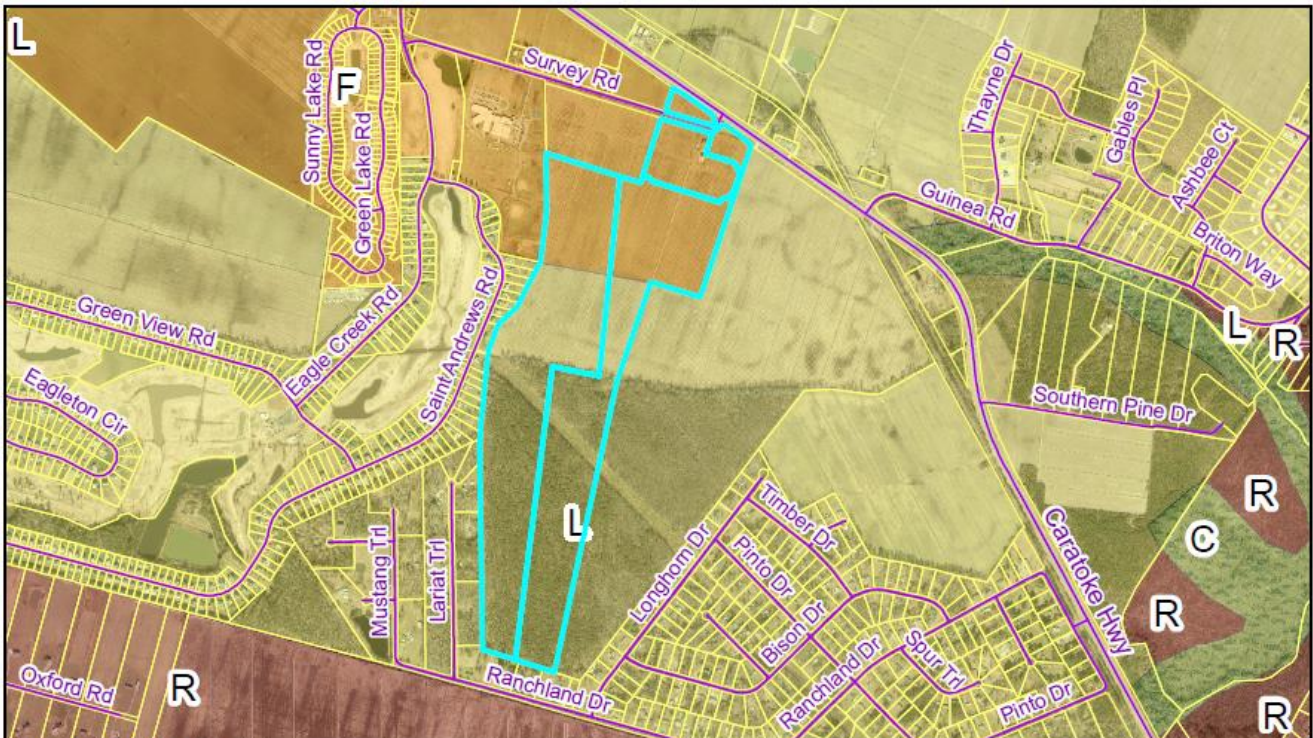 L
F
Sunny Lake Rd
Green Lake Rd
Survey Rd
Thayne Dr
Gables Pl
Ashbee Ct
Guinea Rd
Briton Way
Green View Rd
Eagle Creek Rd
Saint Andrews Rd
Eagleton Cir
L
R
Southern Pine Dr
Mustang Trl
Lariat Trl
L
Longhorn Dr
Timber Dr
Pinto Dr
Bison Dr
Caratoke Hwy
R
C
R
Oxford Rd
R
Ranchland Dr
Ranchland Dr
Spur Trl
Pinto Dr
R